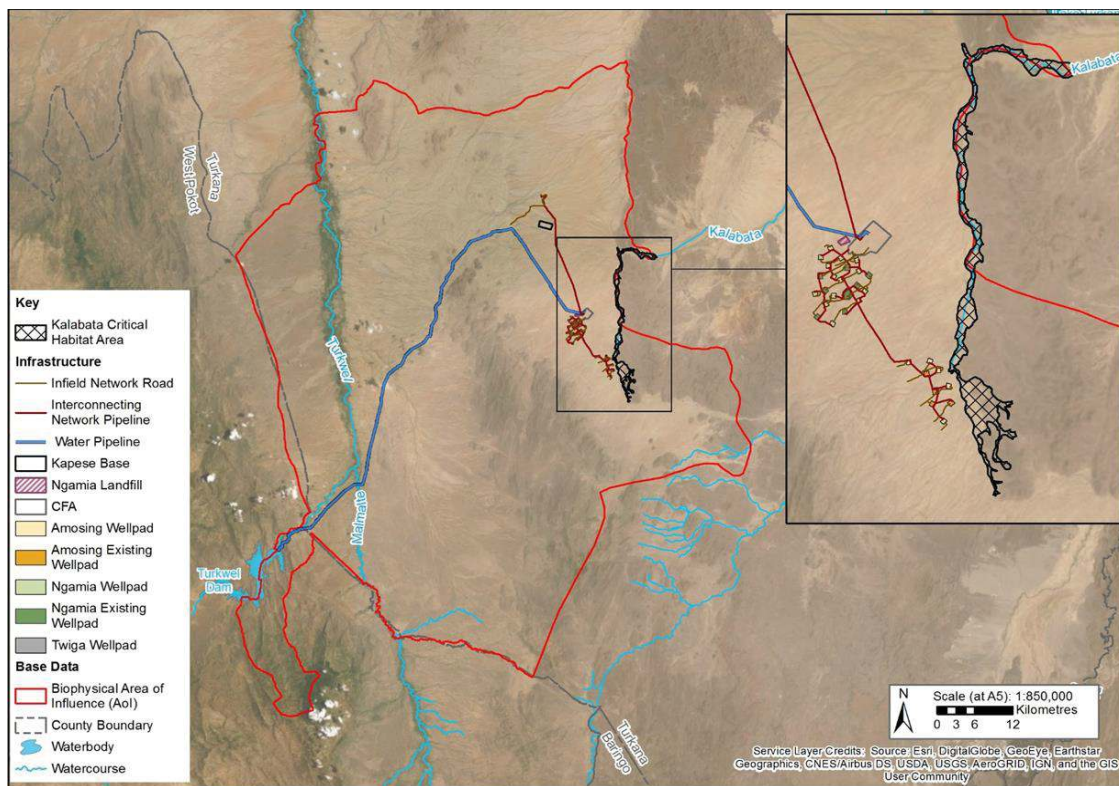 Kalabata
Turkana
West Pokot
Kalabata
Turkwel
Malmalte
Turkwel
Dam
Turkana
Baringo
Key
Kalabata Critical
Habitat Area
Infrastructure
Infield Network Road
Interconnecting
Network Pipeline
Water Pipeline
Kapese Base
Ngamia Landfill
CFA
Amosing Wellpad
Amosing Existing
Wellpad
Ngamia Wellpad
Ngamia Existing
Wellpad
Twiga Wellpad
Base Data
Biophysical Area of
Influence (AoI)
County Boundary
Waterbody
Watercourse
N
Scale (at A5): 1:850,000
Kilometres
0 3 6 12
Service Layer Credits: Source: Esri, DigitalGlobe, GeoEye, Earthstar
Geographics, CNES/Airbus DS, USDA, USGS, AeroGRID, IGN, and the GIS
User Community